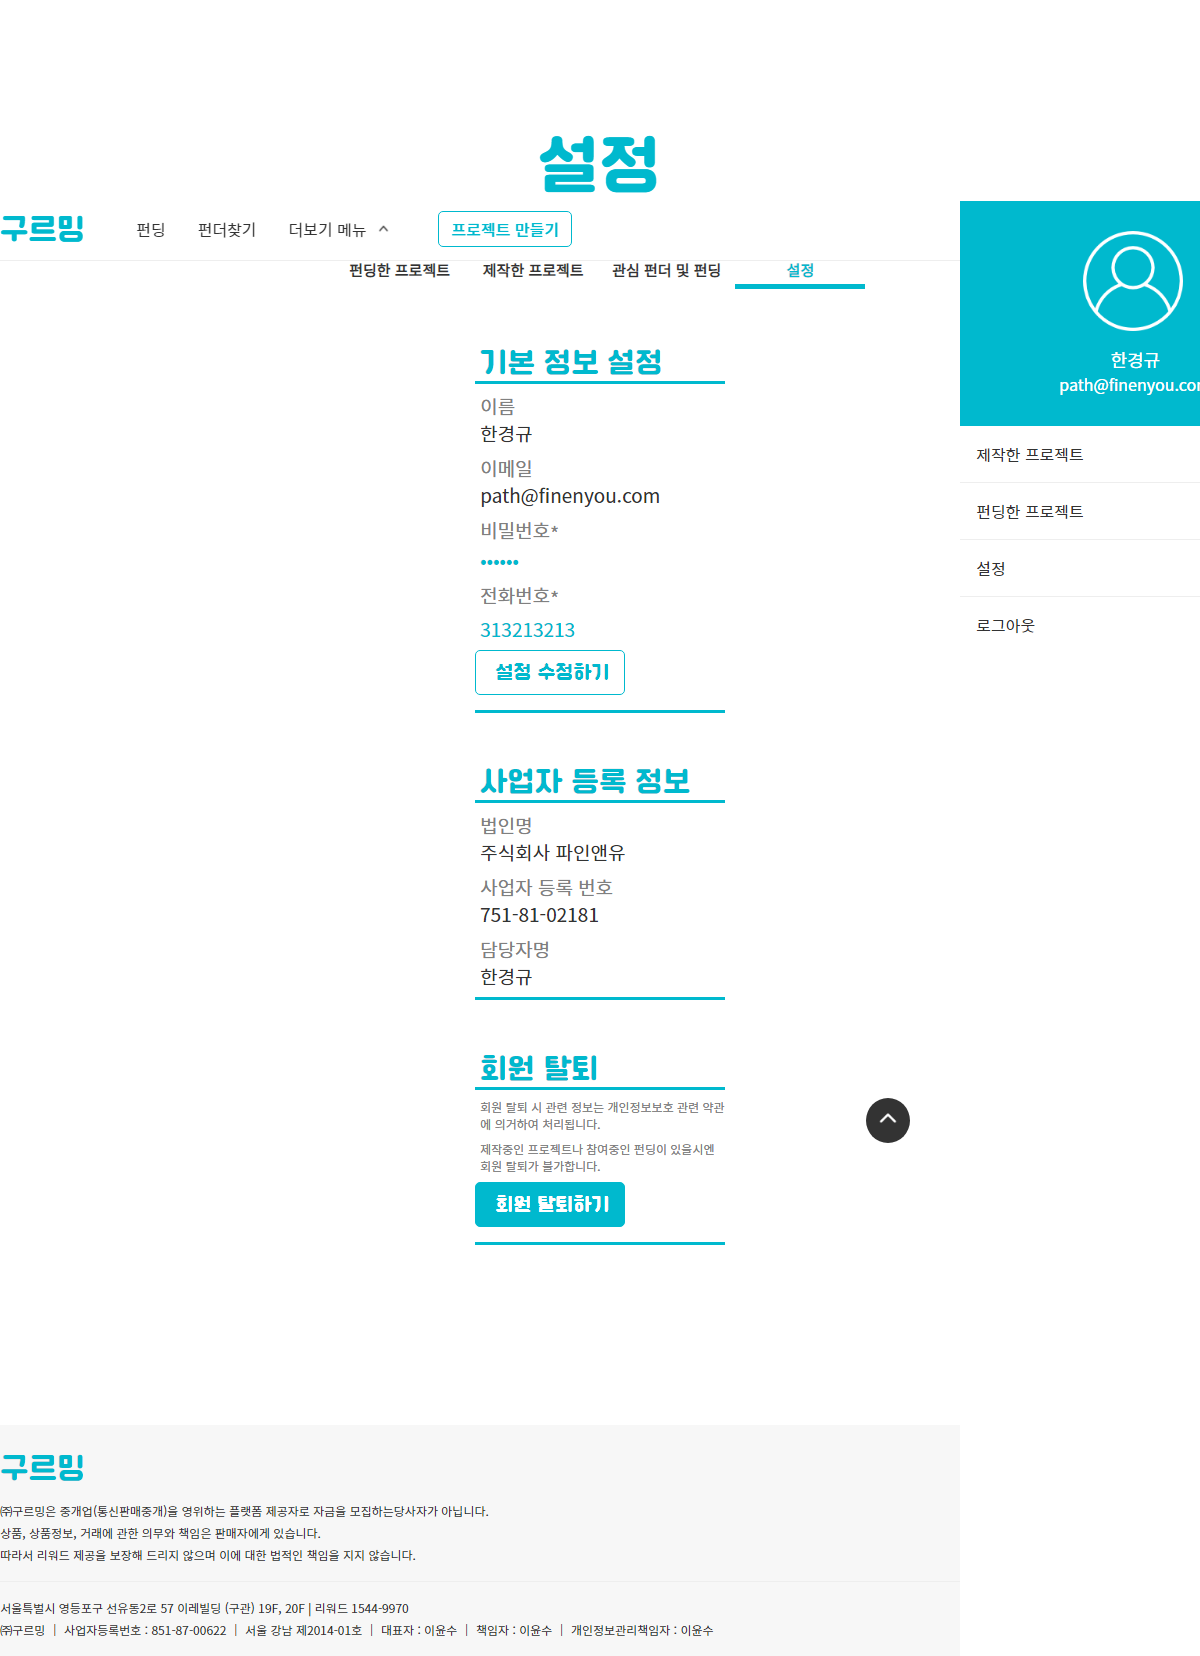 설정
구르밍
펀딩
펀더찾기
더보기 메뉴
프로젝트 만들기
펀딩한 프로젝트
제작한 프로젝트
관심 펀더 및 펀딩
설정
한경규
path@finenyou.com
제작한 프로젝트
펀딩한 프로젝트
설정
로그아웃
기본 정보 설정
이름
한경규
이메일
path@finenyou.com
비밀번호*
••••••
전화번호*
313213213
설정 수정하기
사업자 등록 정보
법인명
주식회사 파인앤유
사업자 등록 번호
751-81-02181
담당자명
한경규
회원 탈퇴
회원 탈퇴 시 관련 정보는 개인정보보호 관련 약관
에 의거하여 처리됩니다.
제작중인 프로젝트나 참여중인 펀딩이 있을시엔
회원 탈퇴가 불가합니다.
회원 탈퇴하기
구르밍
㈜구르밍은 중개업(통신판매중개)을 영위하는 플랫폼 제공자로 자금을 모집하는당사자가 아닙니다.
상품, 상품정보, 거래에 관한 의무와 책임은 판매자에게 있습니다.
따라서 리워드 제공을 보장해 드리지 않으며 이에 대한 법적인 책임을 지지 않습니다.
서울특벌시 영등포구 선유동2로 57 이레빌딩 (구관) 19F, 20F | 리워드 1544-9970
㈜구르밍 | 사업자등록번호 : 851-87-00622 | 서울 강남 제2014-01호 | 대표자 : 이윤수 | 책임자 : 이윤수 | 개인정보관리책임자 : 이윤수